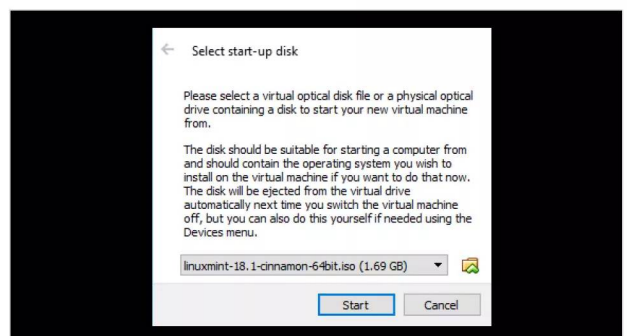 Select start-up disk
Please select a virtual optical disk file or a physical optical
drive containing a disk to start your new virtual machine
from.
The disk should be suitable for starting a computer from
and should contain the operating system you wish to
install on the virtual machine if you want to do that now.
The disk will be ejected from the virtual drive
automatically next time you switch the virtual machine
off, but you can also do this yourself if needed using the
Devices menu.
linuxmint-18.1-cinnamon-64bit.iso (1.69 GB)
Start Cancel